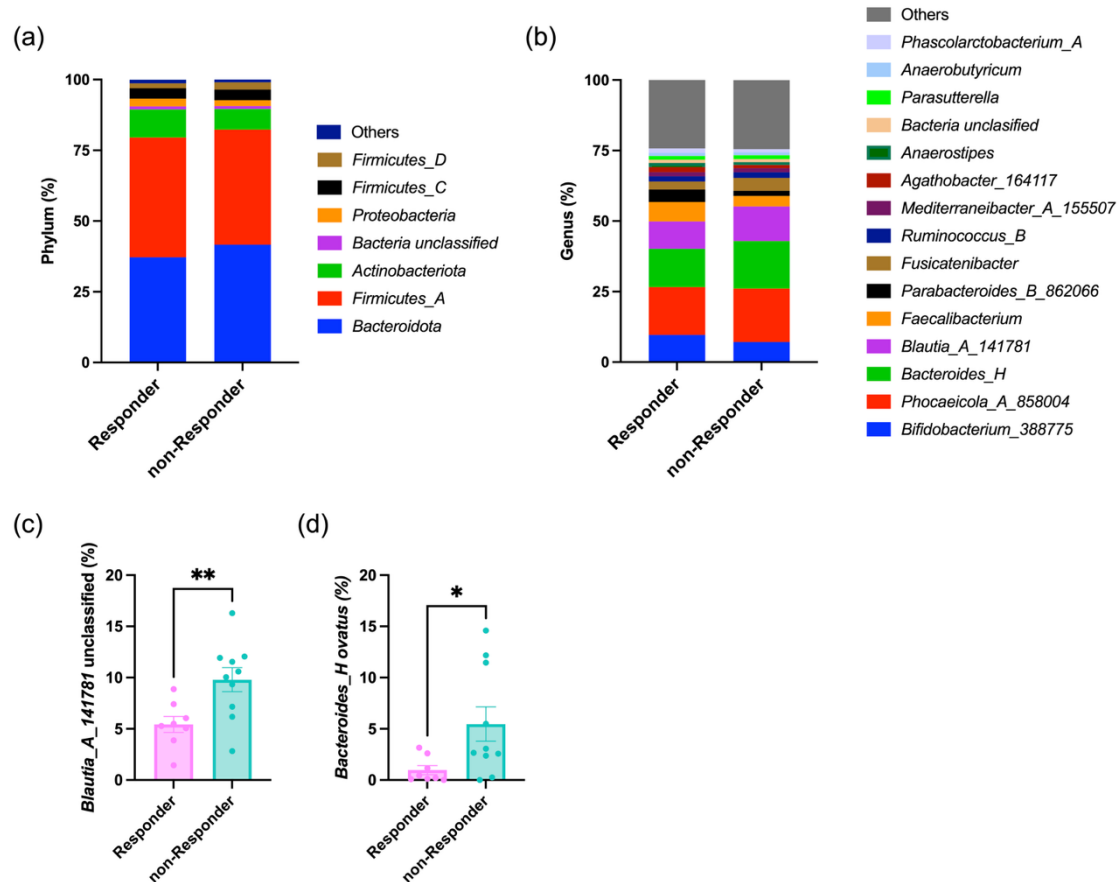 (a)
Phylum (%)
100
75
50
25
0
Responder
non-Responder
Others
Firmicutes_D
Firmicutes_C
Proteobacteria
Bacteria unclassified
Actinobacteriota
Firmicutes_A
Bacteroidota
(b)
Genus (%)
100
75
50
25
0
Responder
non-Responder
Others
Phascolarctobacterium_A
Anaerobutyricum
Parasutterella
Bacteria unclasified
Anaerostipes
Agathobacter_164117
Mediterraneibacter_A_155507
Ruminococcus_B
Fusicatenibacter
Parabacteroides_B_862066
Faecalibacterium
Blautia_A_141781
Bacteroides_H
Phocaeicola_A_858004
Bifidobacterium_388775
(c)
Blautia_A_141781 unclassified (%)
20
15
10
5
0
**
Responder
non-Responder
(d)
Bacteroides_H ovatus (%)
20
15
10
5
0
*
Responder
non-Responder